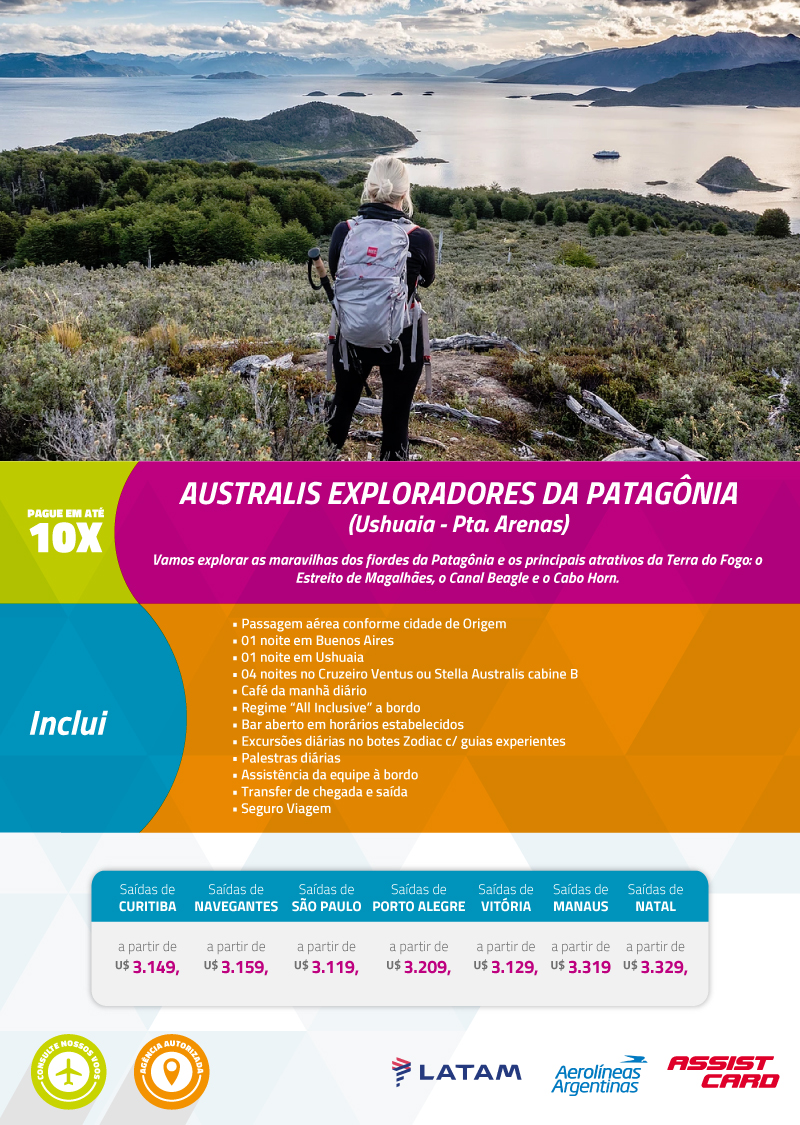 AUSTRALIS EXPLORADORES DA PATAGÔNIA
(Ushuaia - Pta. Arenas)
PAGUE EM ATÉ
10X
Vamos explorar as maravilhas dos fiordes da Patagônia e os principais atrativos da Terra do Fogo: o
Estreito de Magalhães, o Canal Beagle e o Cabo Horn.
Inclui
• Passagem aérea conforme cidade de Origem
• 01 noite em Buenos Aires
• 01 noite em Ushuaia
• 04 noites no Cruzeiro Ventus ou Stella Australis cabine B
• Café da manhã diário
• Regime “All Inclusive” a bordo
• Bar aberto em horários estabelecidos
• Excursões diárias no botes Zodiac c/ guias experientes
• Palestras diárias
• Assistência da equipe à bordo
• Transfer de chegada e saída
• Seguro Viagem
Saídas de CURITIBA
a partir de
U$ 3.149,
Saídas de NAVEGANTES
a partir de
U$ 3.159,
Saídas de SÃO PAULO
a partir de
U$ 3.119,
Saídas de PORTO ALEGRE
a partir de
U$ 3.209,
Saídas de VITÓRIA
a partir de
U$ 3.129,
Saídas de MANAUS
a partir de
U$ 3.319
Saídas de NATAL
a partir de
U$ 3.329,
CONSULTE NOSSOS VOOS
AGÊNCIA AUTORIZADA
LATAM
Aerolíneas
Argentinas
ASSIST
CARD